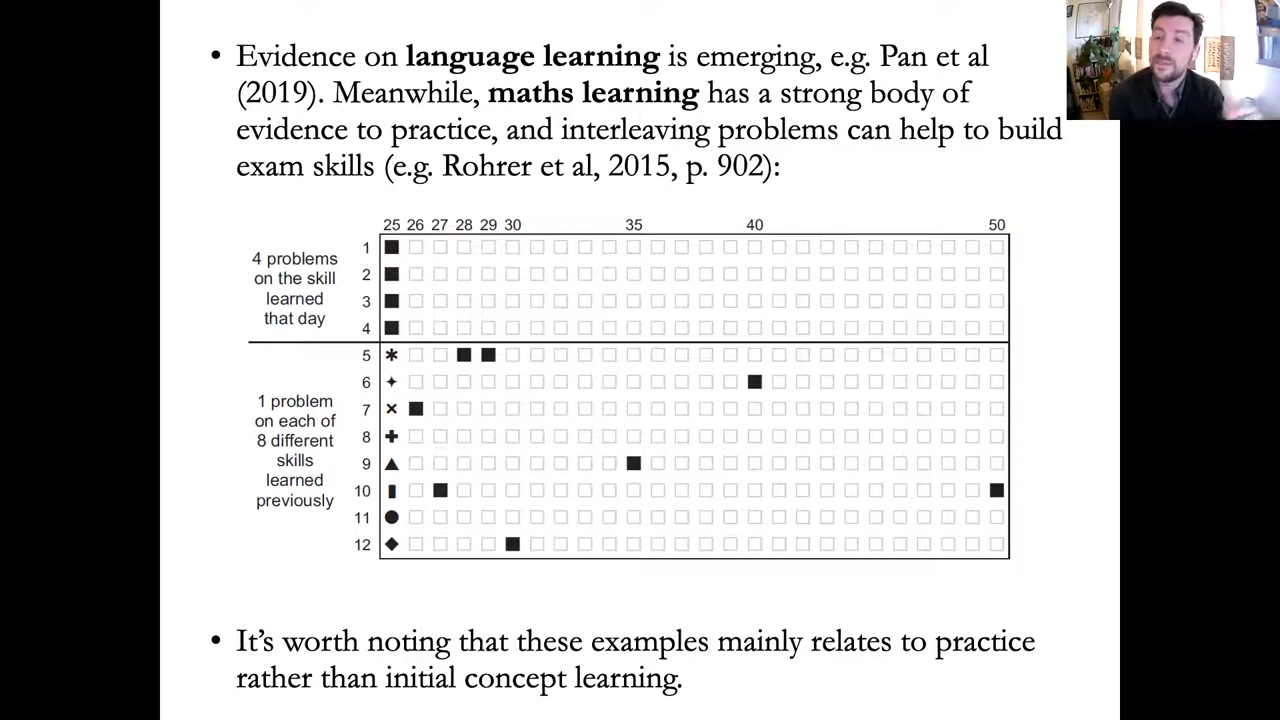 • Evidence on language learning is emerging, e.g. Pan et al
(2019). Meanwhile, maths learning has a strong body of
evidence to practice, and interleaving problems can help to build
exam skills (e.g. Rohrer et al, 2015, p. 902):
25 26 27 28 29 30 35 40 50
4 problems
on the skill
learned
that day
1
2
3
4
1 problem
on each of
8 different
skills
learned
previously
5
6
7
8
9
10
11
12
• It’s worth noting that these examples mainly relates to practice
rather than initial concept learning.